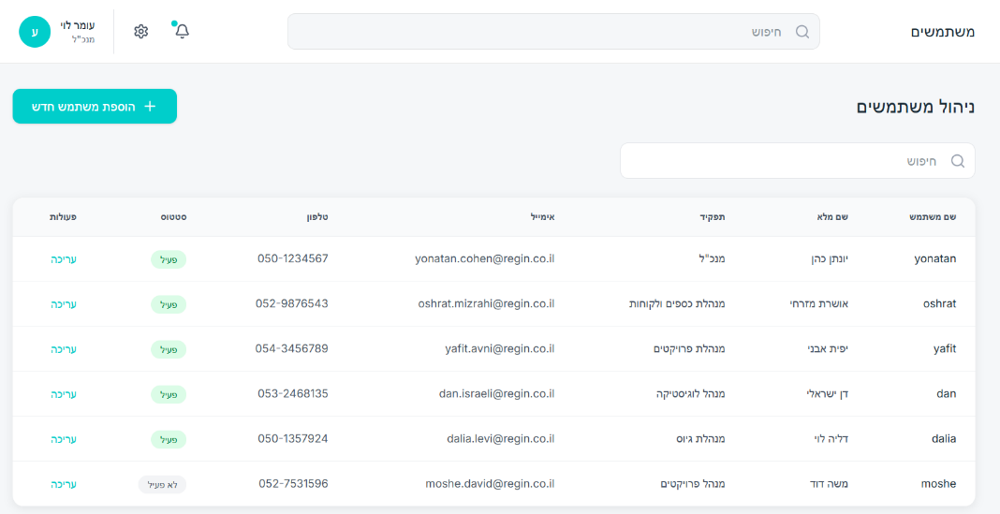 משתמשים
חיפוש
עומר לוי
מנכ"ל
ע
ניהול משתמשים
הוספת משתמש חדש
חיפוש
שם משתמש שם מלא תפקיד אימייל טלפון סטטוס פעולות
yonatan יונתן כהן מנכ"ל yonatan.cohen@regin.co.il 050-1234567 פעיל עריכה
oshrat אושרת מזרחי מנהלת כספים ולקוחות oshrat.mizrahi@regin.co.il 052-9876543 פעיל עריכה
yafit יפית אבני מנהלת פרויקטים yafit.avni@regin.co.il 054-3456789 פעיל עריכה
dan דן ישראלי מנהל לוגיסטיקה dan.israeli@regin.co.il 053-2468135 פעיל עריכה
dalia דליה לוי מנהלת גיוס dalia.levi@regin.co.il 050-1357924 פעיל עריכה
moshe משה דוד מנהל פרויקטים moshe.david@regin.co.il 052-7531596 לא פעיל עריכה